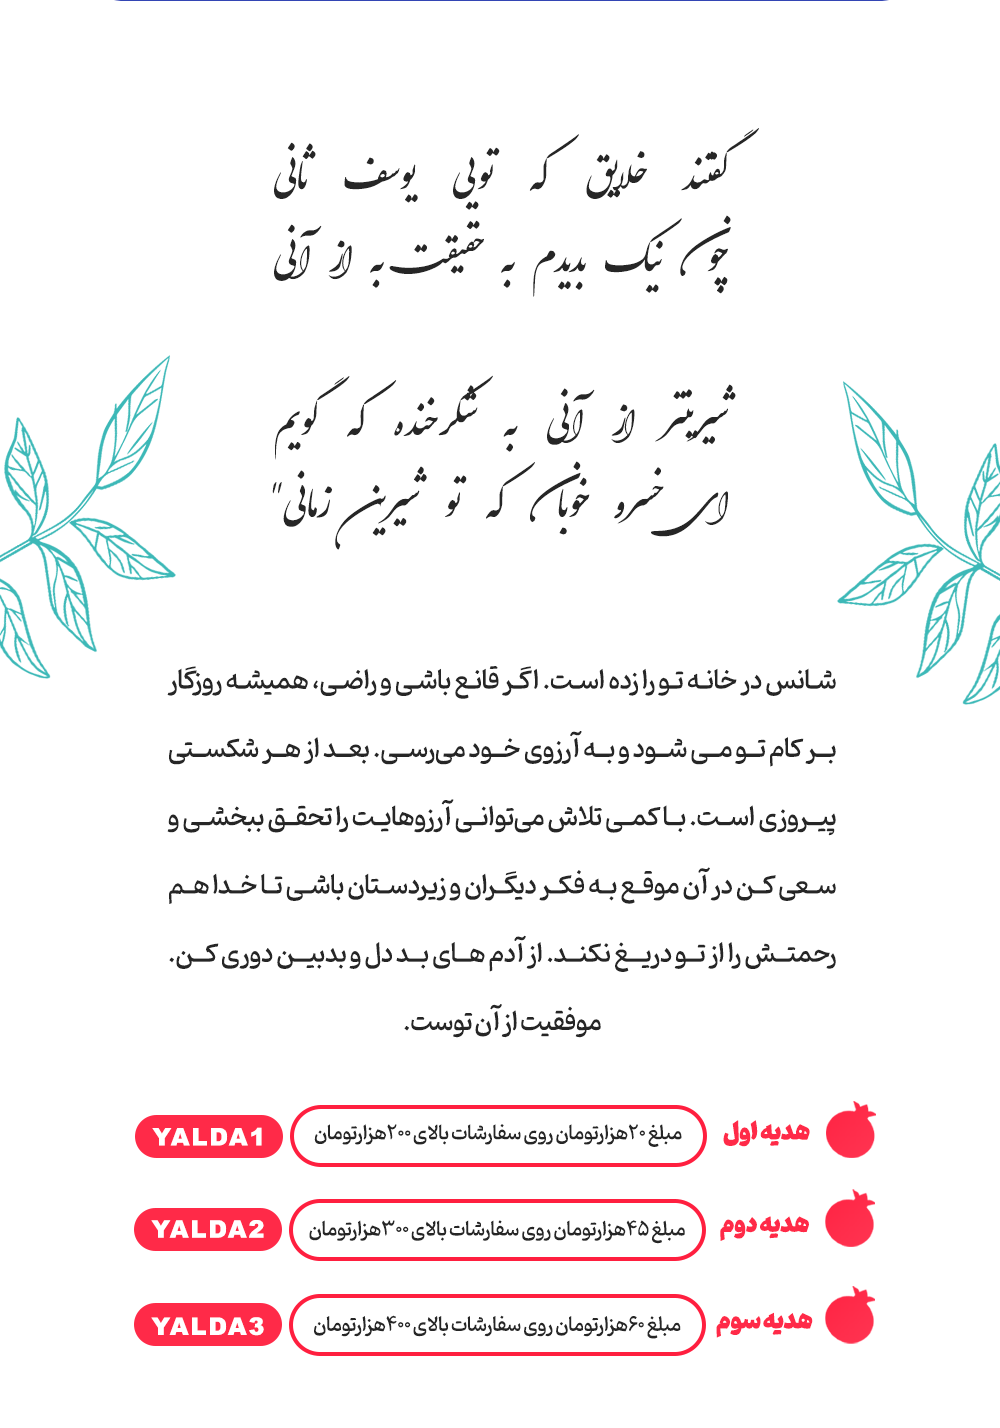 گفتند خلایق که تویی یوسف ثانی
چون نیک بدیدم به حقیقت به از آنی
شیرینتر از آنی به شکرخنده که گویم
ای خسرو خوبان که تو شیرین زمانی"
شانس در خانه تو را زده است. اگر قانع باشی و راضی، همیشه روزگار
بر کام تو می شود و به آرزوی خود می‌رسی. بعد از هر شکستی
پیروزی است. با کمی تلاش می‌توانی آرزوهایت را تحقق ببخشی و
سعی کن در آن موقع به فکر دیگران و زیردستان باشی تا خدا هم
رحمتش را از تو دریغ نکند. از آدم های بد دل و بدبین دوری کن.
موفقیت از آن توست.
هدیه اول مبلغ ۲۰هزارتومان روی سفارشات بالای ۲۰۰هزارتومان YALDA1
هدیه دوم مبلغ ۴۵هزارتومان روی سفارشات بالای ۳۰۰هزارتومان YALDA2
هدیه سوم مبلغ ۶۰هزارتومان روی سفارشات بالای ۴۰۰هزارتومان YALDA3